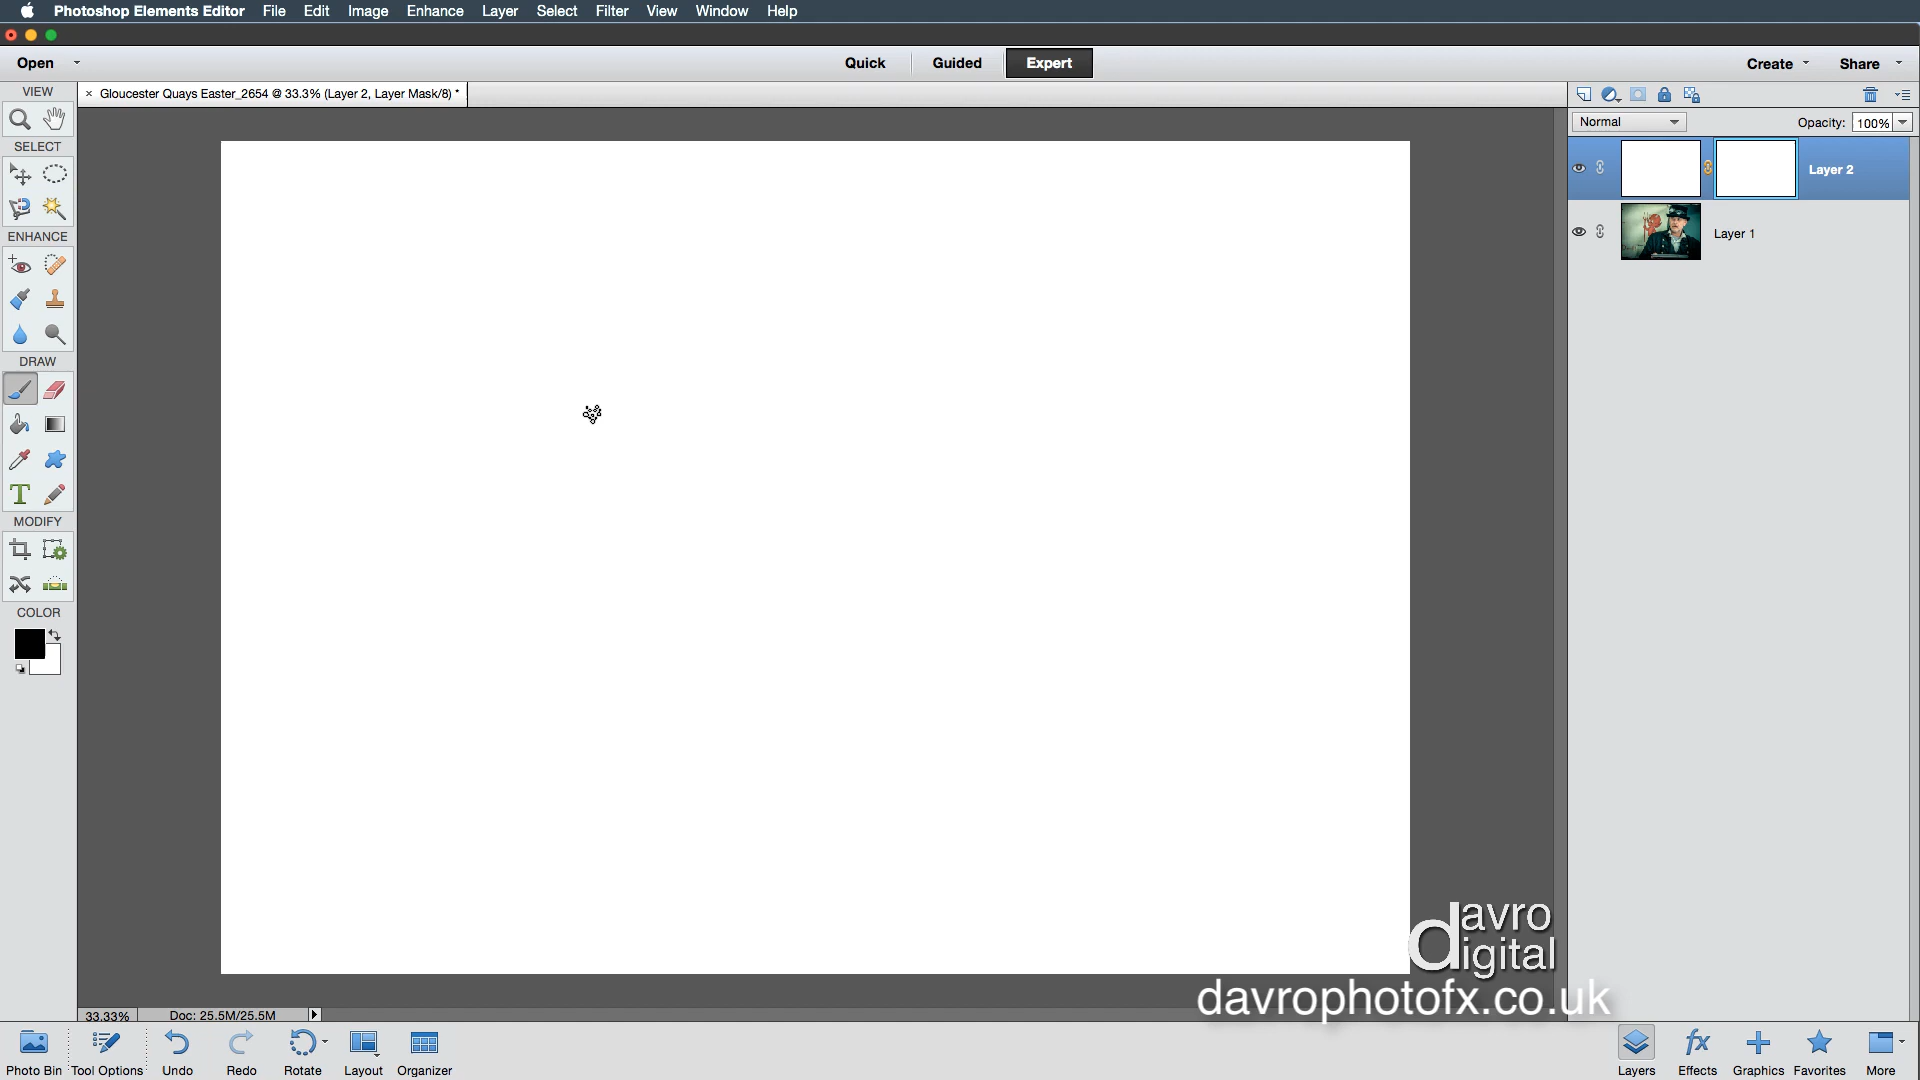 Photoshop Elements Editor File Edit Image Enhance Layer Select Filter View Window Help
Open Quick Guided Expert Create Share
VIEW
× Gloucester Quays Easter_2654 @ 33.3% (Layer 2, Layer Mask/8) *
Normal Opacity: 100%
SELECT
Layer 2
ENHANCE
Layer 1
DRAW
T
MODIFY
COLOR
davro
digital
davrophotofx.co.uk
33.33% Doc: 25.5M/25.5M
fx
Photo Bin Tool Options Undo Redo Rotate Layout Organizer Layers Effects Graphics Favorites More